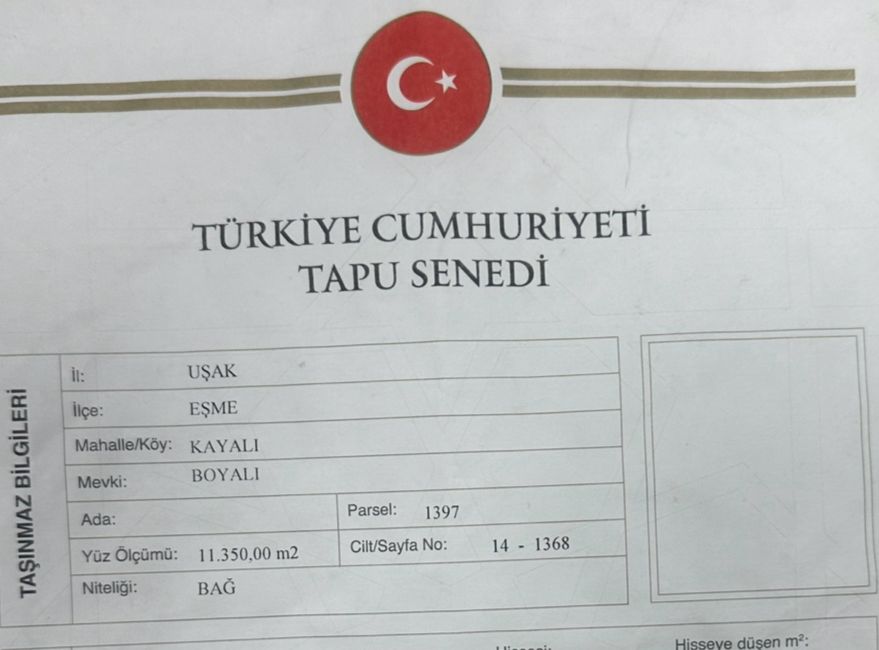 TÜRKİYE CUMHURİYETİ
TAPU SENEDİ
TAŞINMAZ BİLGİLERİ
İl: UŞAK
İlçe: EŞME
Mahalle/Köy: KAYALI
Mevki: BOYALI
Ada: Parsel: 1397
Yüz Ölçümü: 11.350,00 m2 Cilt/Sayfa No: 14 - 1368
Niteliği: BAĞ
Hisseye düşen m²: